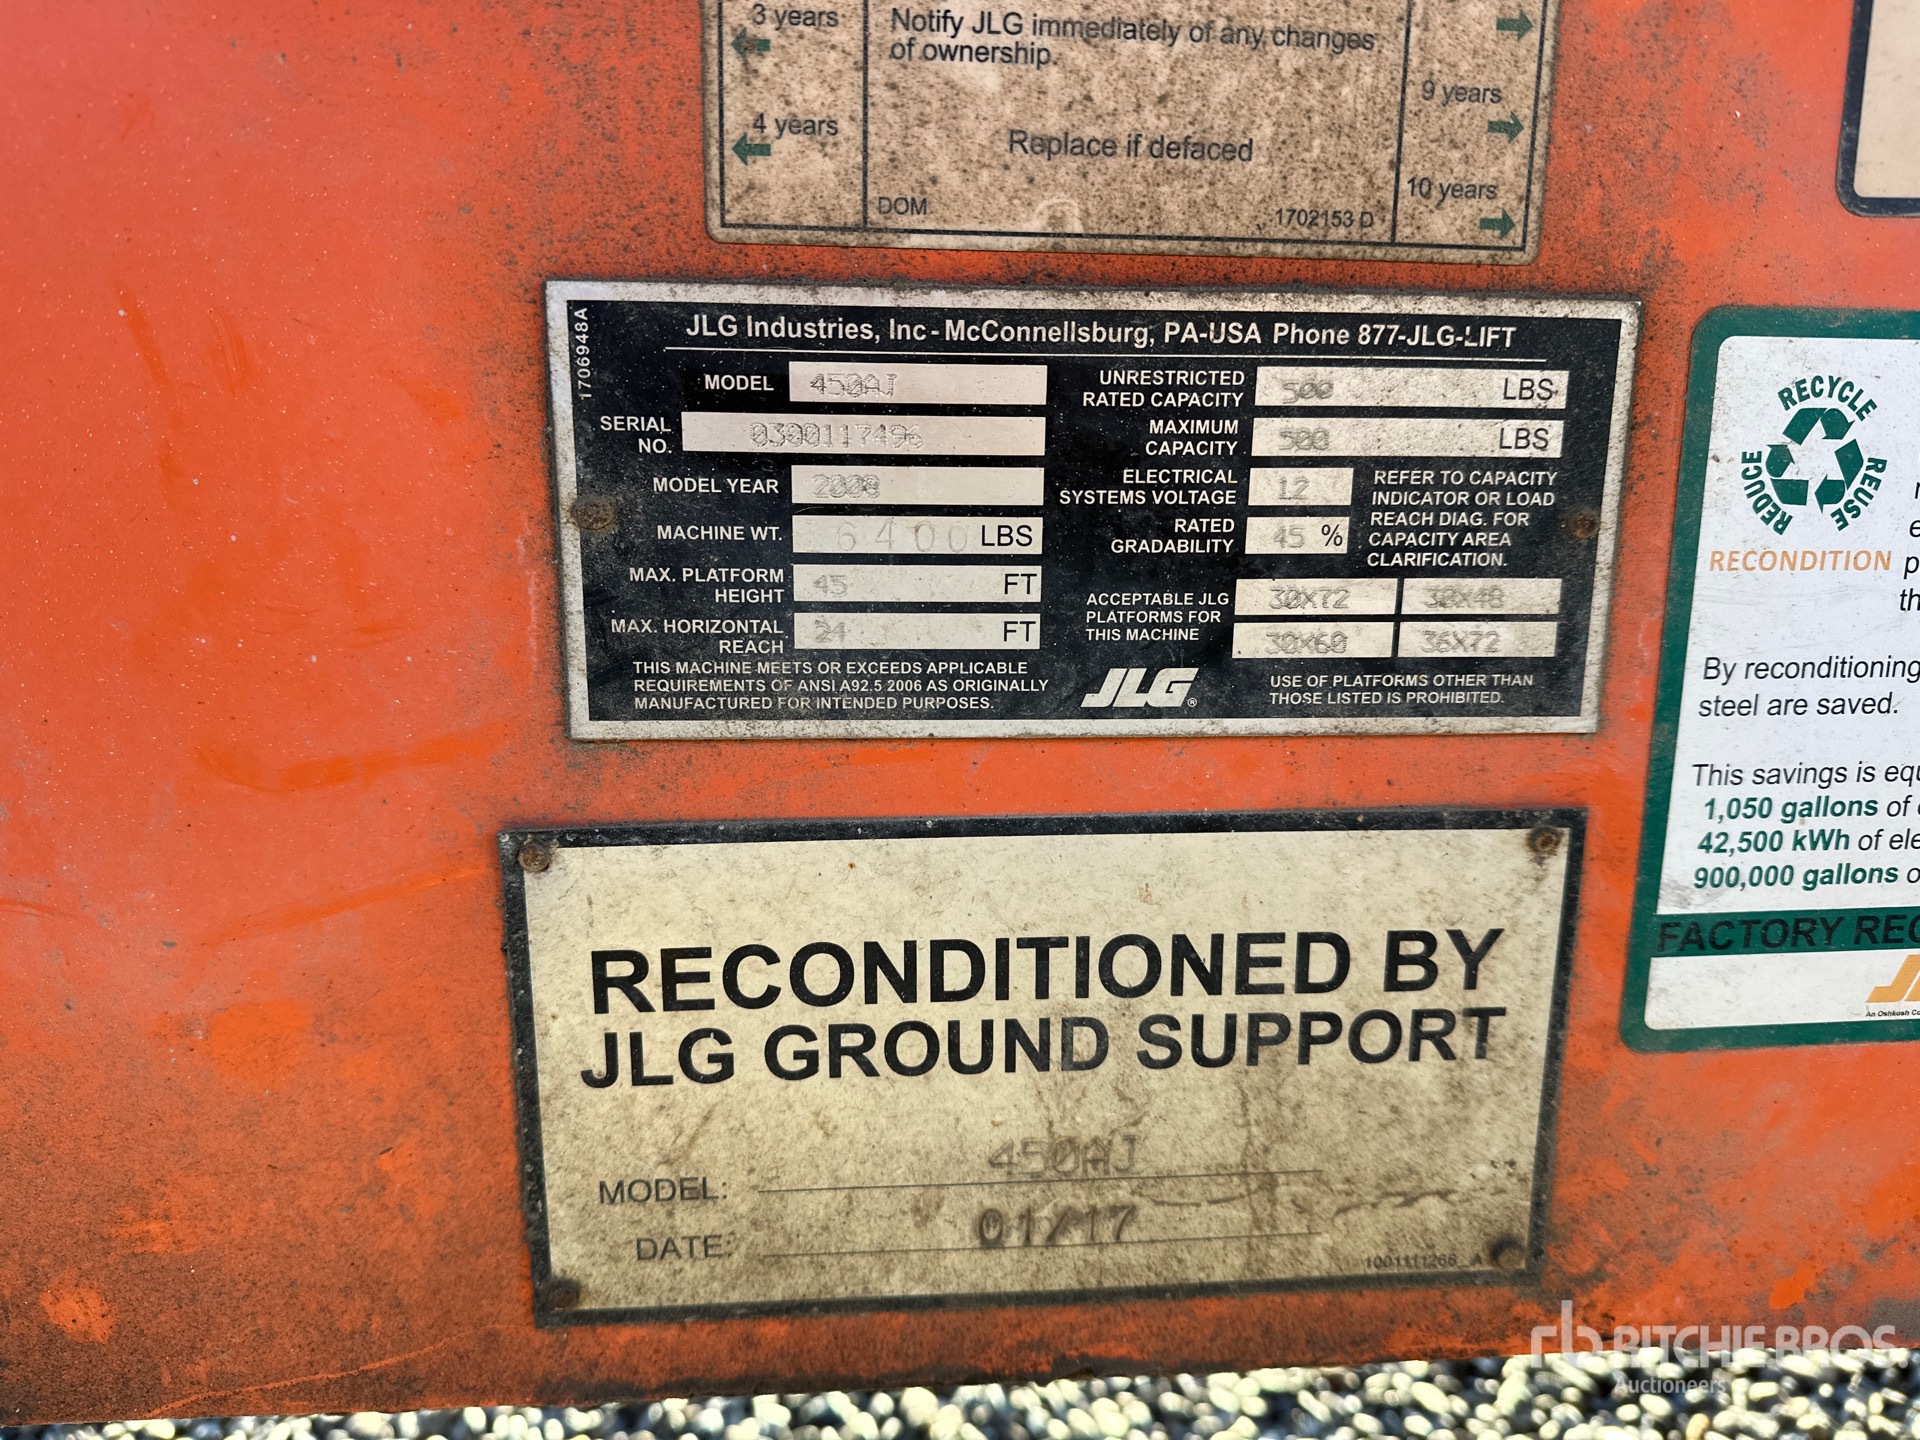 3 years
Notify JLG immediately of any changes
of ownership.
9 years
4 years
Replace if defaced
10 years
DOM
1702153 D
1706948A
JLG Industries, Inc - McConnellsburg, PA-USA Phone 877-JLG-LIFT
MODEL 450AJ
SERIAL NO. 0300117496
MODEL YEAR 2008
MACHINE WT. 6400 LBS
MAX. PLATFORM HEIGHT 45 FT
MAX. HORIZONTAL REACH 24 FT
THIS MACHINE MEETS OR EXCEEDS APPLICABLE
REQUIREMENTS OF ANSI A92.5 2006 AS ORIGINALLY
MANUFACTURED FOR INTENDED PURPOSES.
UNRESTRICTED RATED CAPACITY 500 LBS
MAXIMUM CAPACITY 500 LBS
ELECTRICAL SYSTEMS VOLTAGE 12
RATED GRADABILITY 45 %
REFER TO CAPACITY
INDICATOR OR LOAD
REACH DIAG. FOR
CAPACITY AREA
CLARIFICATION.
ACCEPTABLE JLG
PLATFORMS FOR
THIS MACHINE
30X72 30X48
30X60 36X72
JLG®
USE OF PLATFORMS OTHER THAN
THOSE LISTED IS PROHIBITED.
RECONDITIONED BY
JLG GROUND SUPPORT
MODEL: 450AJ
DATE: 01/17
1001111266_A
REDUCE RECYCLE REUSE
RECONDITION
By reconditioning
steel are saved.
This savings is
1,050 gallons of
42,500 kWh of
900,000 gallons
FACTORY
An Oshkosh
rb RITCHIE BROS.
Auctioneers